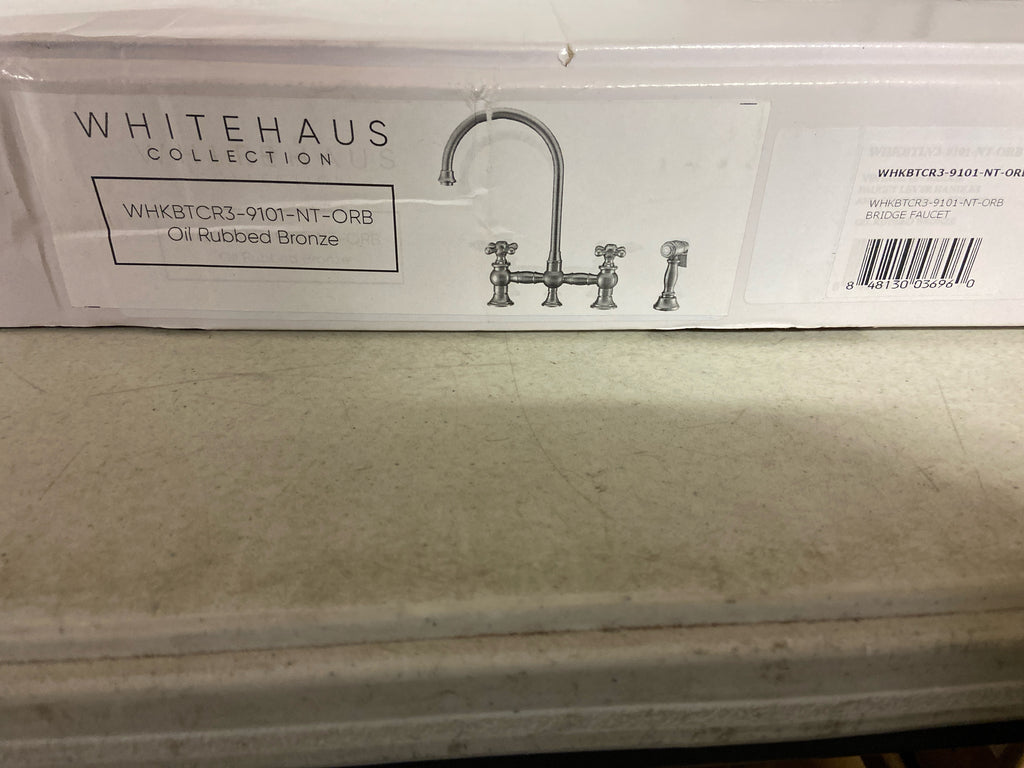 WHITEHAUS
COLLECTION
WHKBTCR3-9101-NT-ORB
Oil Rubbed Bronze
WHKBTCR3-9101-NT-ORB
WHKBTCR3-9101-NT-ORB
BRIDGE FAUCET
8 48130 03696 0